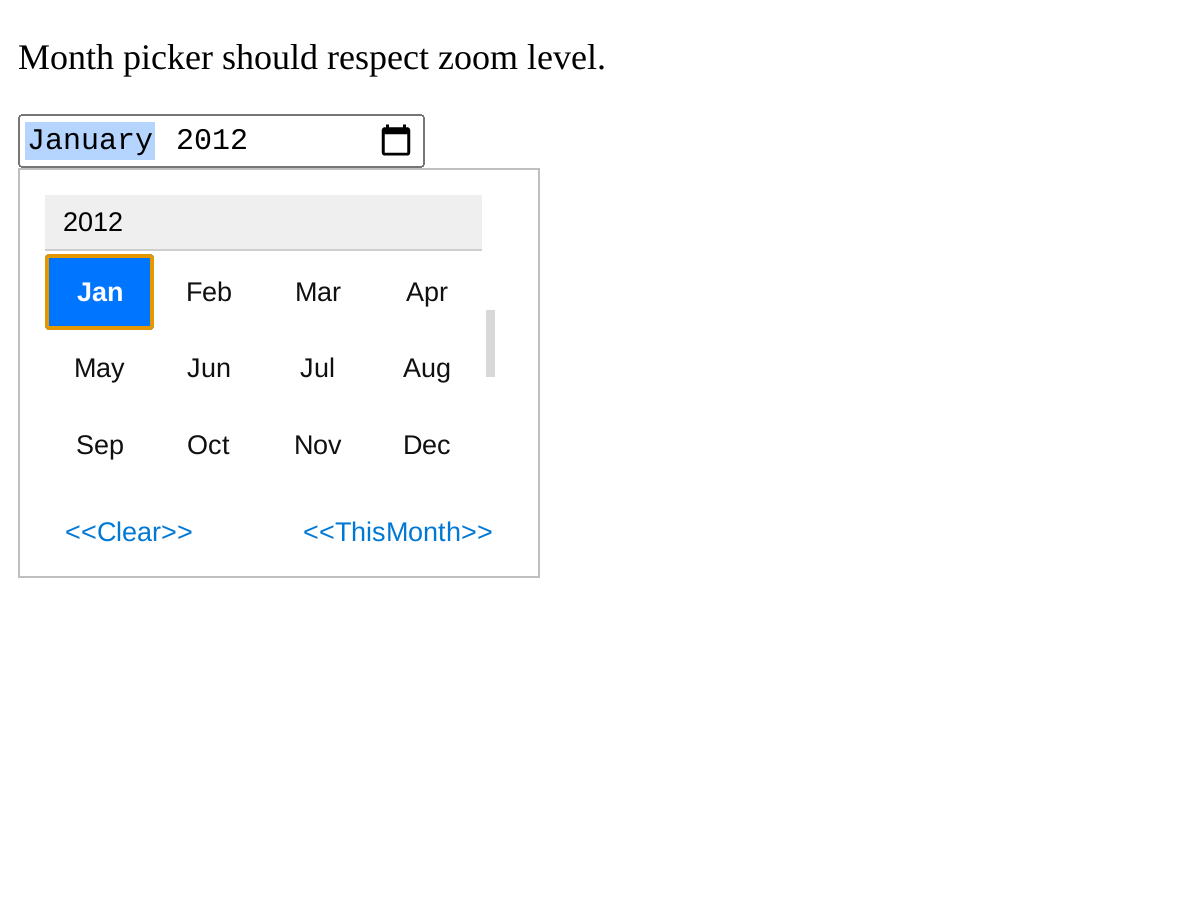 Month picker should respect zoom level.
January 2012
2012
Jan Feb Mar Apr
May Jun Jul Aug
Sep Oct Nov Dec
<<Clear>> <<ThisMonth>>